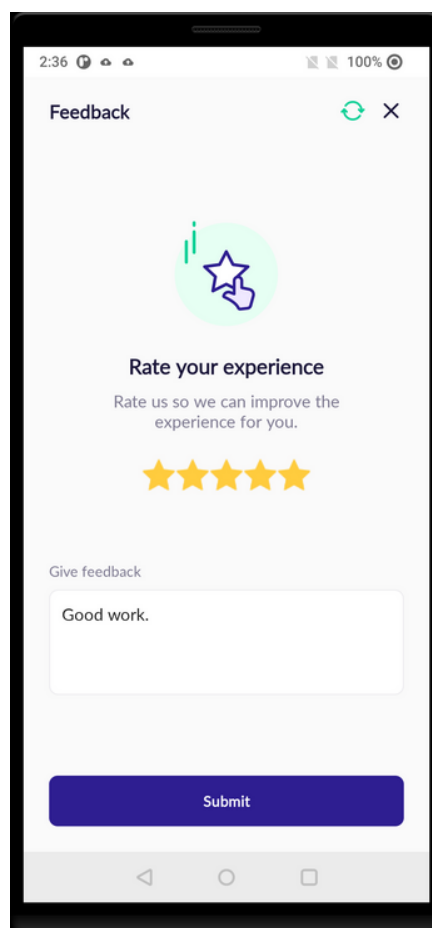 2:36 100%
Feedback
Rate your experience
Rate us so we can improve the
experience for you.
Give feedback
Good work.
Submit